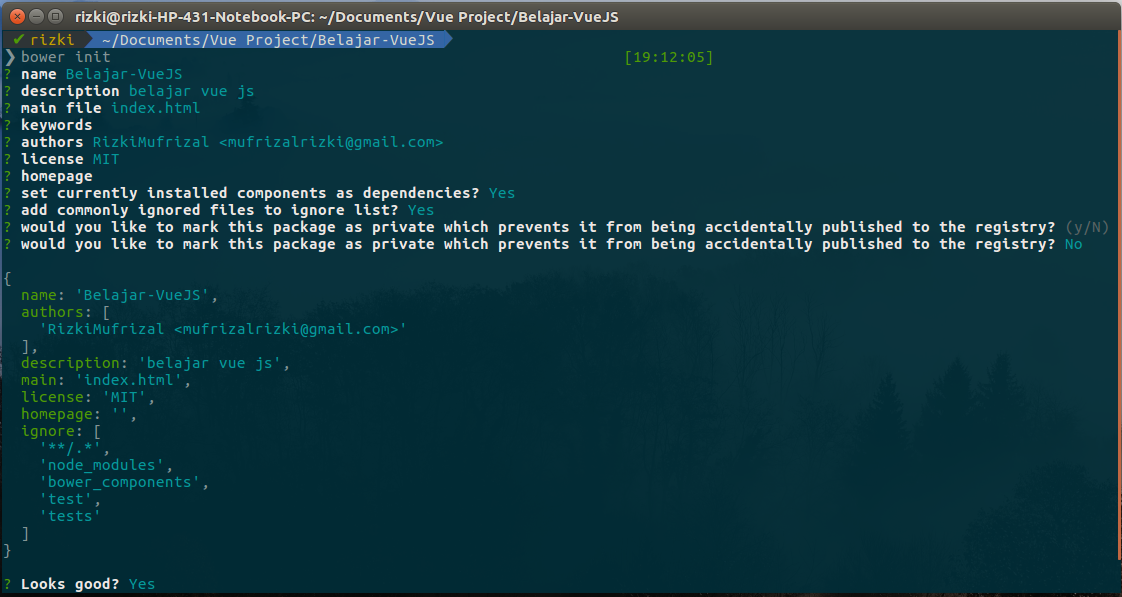 rizki@rizki-HP-431-Notebook-PC: ~/Documents/Vue Project/Belajar-VueJS
✔ rizki ~/Documents/Vue Project/Belajar-VueJS
❯ bower init [19:12:05]
? name Belajar-VueJS
? description belajar vue js
? main file index.html
? keywords
? authors RizkiMufrizal <mufrizalrizki@gmail.com>
? license MIT
? homepage
? set currently installed components as dependencies? Yes
? add commonly ignored files to ignore list? Yes
? would you like to mark this package as private which prevents it from being accidentally published to the registry? (y/N)
? would you like to mark this package as private which prevents it from being accidentally published to the registry? No
{
  name: 'Belajar-VueJS',
  authors: [
    'RizkiMufrizal <mufrizalrizki@gmail.com>'
  ],
  description: 'belajar vue js',
  main: 'index.html',
  license: 'MIT',
  homepage: '',
  ignore: [
    '**/.*',
    'node_modules',
    'bower_components',
    'test',
    'tests'
  ]
}
? Looks good? Yes